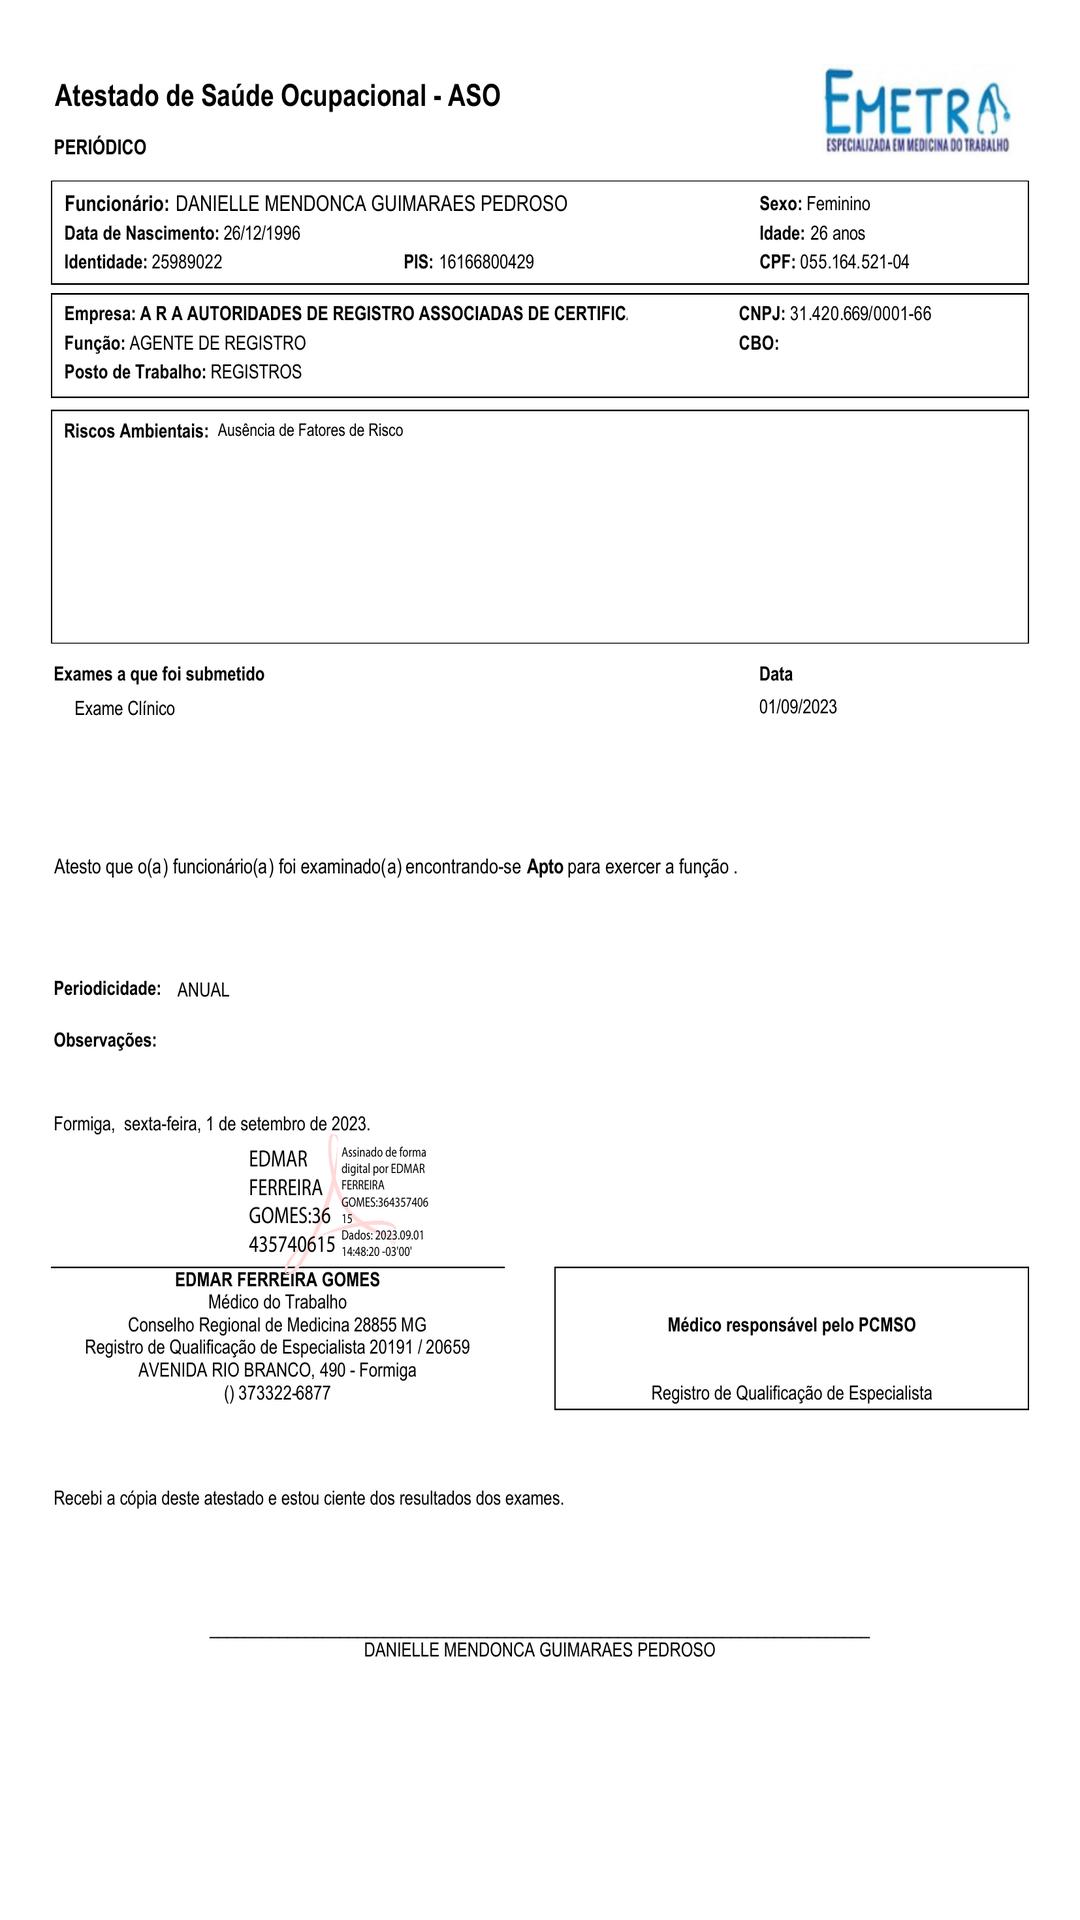 Atestado de Saúde Ocupacional - ASO
EMETRA
ESPECIALIZADA EM MEDICINA DO TRABALHO
PERIÓDICO
Funcionário: DANIELLE MENDONCA GUIMARAES PEDROSO Sexo: Feminino
Data de Nascimento: 26/12/1996 Idade: 26 anos
Identidade: 25989022 PIS: 16166800429 CPF: 055.164.521-04
Empresa: A R A AUTORIDADES DE REGISTRO ASSOCIADAS DE CERTIFIC. CNPJ: 31.420.669/0001-66
Função: AGENTE DE REGISTRO CBO:
Posto de Trabalho: REGISTROS
Riscos Ambientais: Ausência de Fatores de Risco
Exames a que foi submetido Data
Exame Clínico 01/09/2023
Atesto que o(a) funcionário(a) foi examinado(a) encontrando-se Apto para exercer a função .
Periodicidade: ANUAL
Observações:
Formiga, sexta-feira, 1 de setembro de 2023.
EDMAR
FERREIRA
GOMES:36
435740615
Assinado de forma
digital por EDMAR
FERREIRA
GOMES:364357406
15
Dados: 2023.09.01
14:48:20 -03'00'
EDMAR FERREIRA GOMES
Médico do Trabalho
Conselho Regional de Medicina 28855 MG
Registro de Qualificação de Especialista 20191 / 20659
AVENIDA RIO BRANCO, 490 - Formiga
() 373322-6877
Médico responsável pelo PCMSO
Registro de Qualificação de Especialista
Recebi a cópia deste atestado e estou ciente dos resultados dos exames.
DANIELLE MENDONCA GUIMARAES PEDROSO